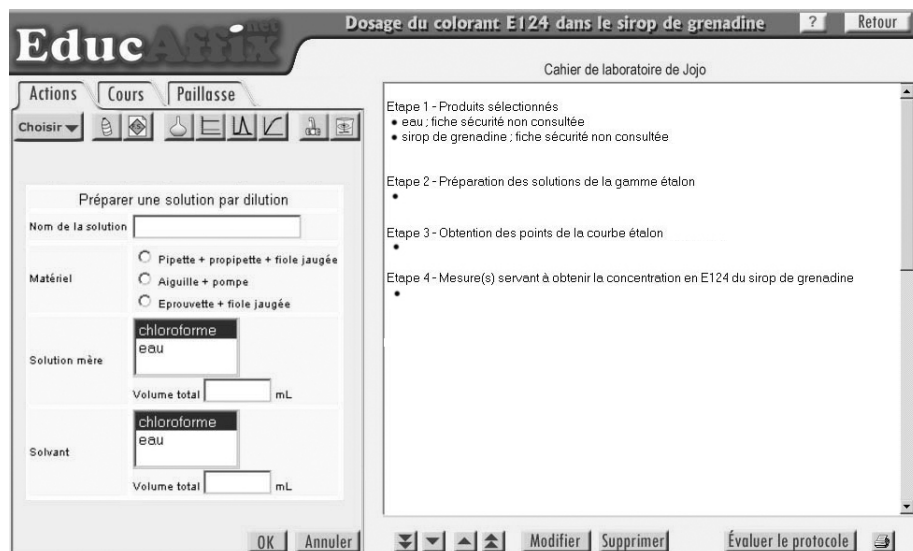 Educ Affix .net
Dosage du colorant E124 dans le sirop de grenadine
?
Retour
Actions
Cours
Paillasse
Choisir
Préparer une solution par dilution
Nom de la solution
Matériel
Pipette + propipette + fiole jaugée
Aiguille + pompe
Eprouvette + fiole jaugée
Solution mère
chloroforme
eau
Volume total mL
Solvant
chloroforme
eau
Volume total mL
OK
Annuler
Cahier de laboratoire de Jojo
Etape 1 - Produits sélectionnés
• eau ; fiche sécurité non consultée
• sirop de grenadine ; fiche sécurité non consultée
Etape 2 - Préparation des solutions de la gamme étalon
•
Etape 3 - Obtention des points de la courbe étalon
•
Etape 4 - Mesure(s) servant à obtenir la concentration en E124 du sirop de grenadine
•
Modifier
Supprimer
Évaluer le protocole